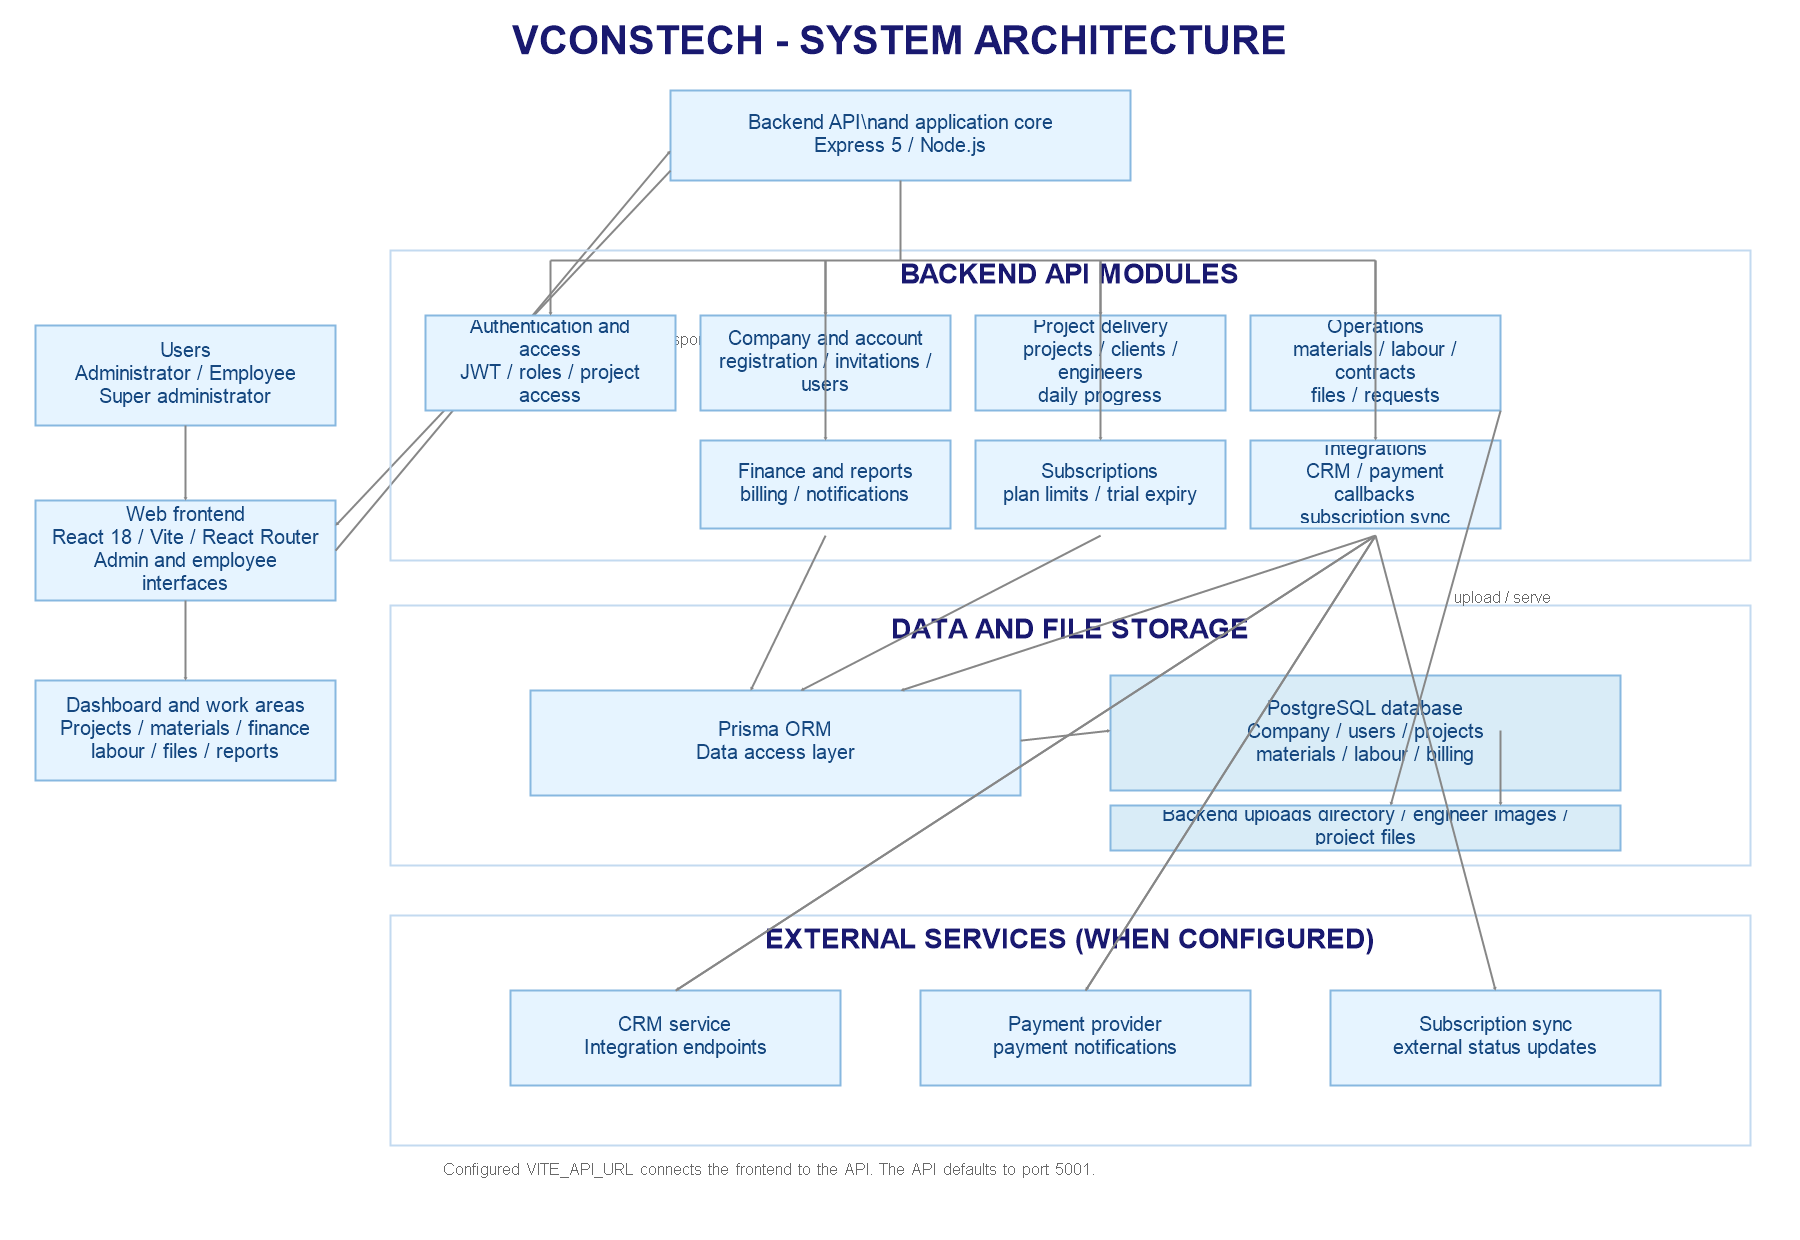 VCONSTECH - SYSTEM ARCHITECTURE
Backend API\nand application core
Express 5 / Node.js
BACKEND API MODULES
Users
Administrator / Employee
Super administrator
Web frontend
React 18 / Vite / React Router
Admin and employee
interfaces
Dashboard and work areas
Projects / materials / finance
labour / files / reports
Authentication and
access
JWT / roles / project
access
Company and account
registration / invitations /
users
Project delivery
projects / clients /
engineers
daily progress
Operations
materials / labour /
contracts
files / requests
Finance and reports
billing / notifications
Subscriptions
plan limits / trial expiry
Integrations
CRM / payment
callbacks
subscription sync
upload / serve
DATA AND FILE STORAGE
Prisma ORM
Data access layer
PostgreSQL database
Company / users / projects
materials / labour / billing
Backend uploads directory / engineer images /
project files
EXTERNAL SERVICES (WHEN CONFIGURED)
CRM service
Integration endpoints
Payment provider
payment notifications
Subscription sync
external status updates
Configured VITE_API_URL connects the frontend to the API. The API defaults to port 5001.